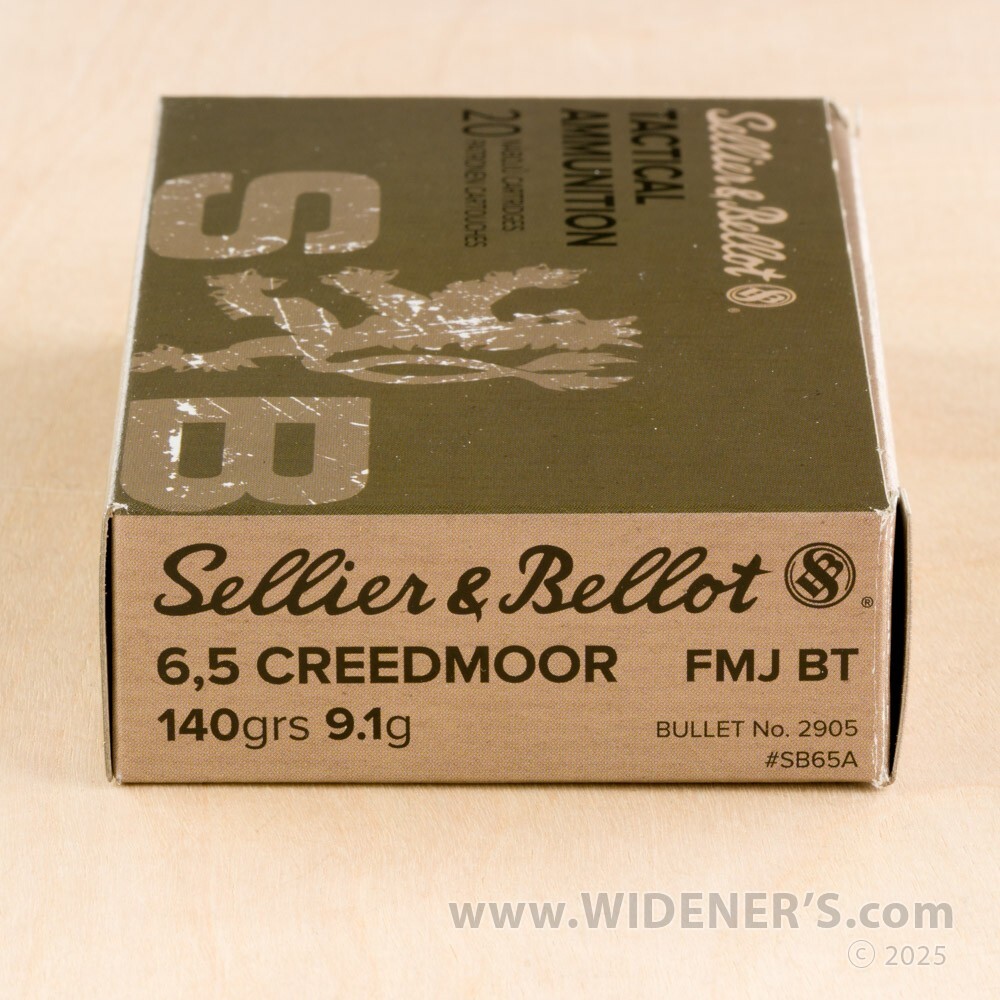 Sellier & Bellot
TACTICAL
AMMUNITION
20
CARTOUCHES
S B
Sellier & Bellot SB ®
6,5 CREEDMOOR FMJ BT
140grs 9.1g
BULLET No. 2905
#SB65A
www.WIDENER'S.com
© 2025